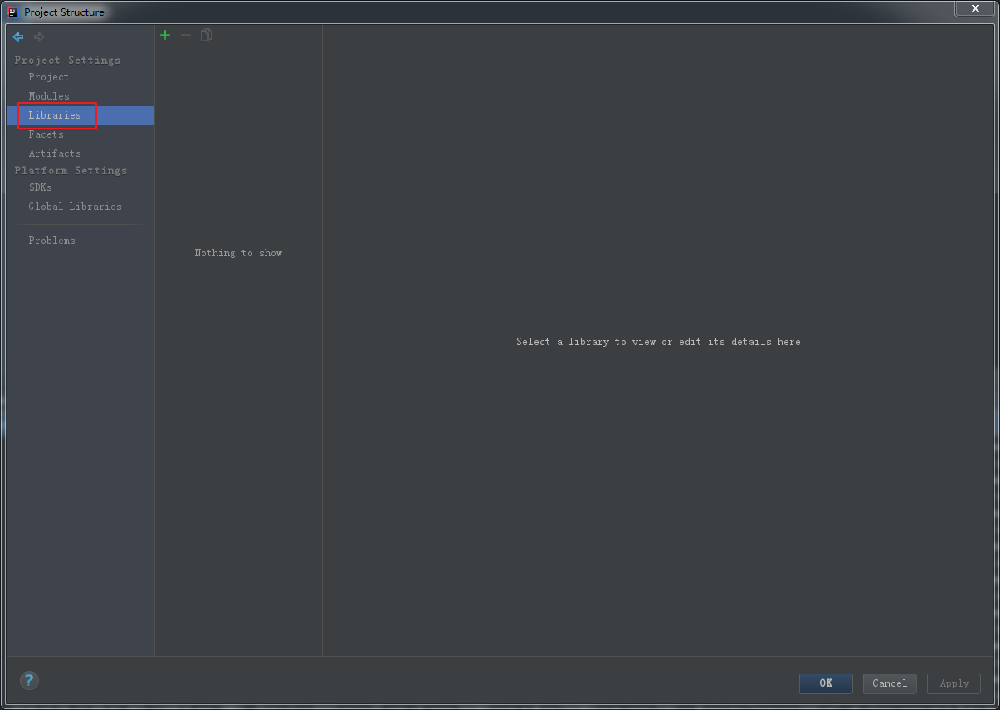 Project Structure
Project Settings
Project
Modules
Libraries
Facets
Artifacts
Platform Settings
SDKs
Global Libraries
Problems
Nothing to show
Select a library to view or edit its details here
?
OK
Cancel
Apply